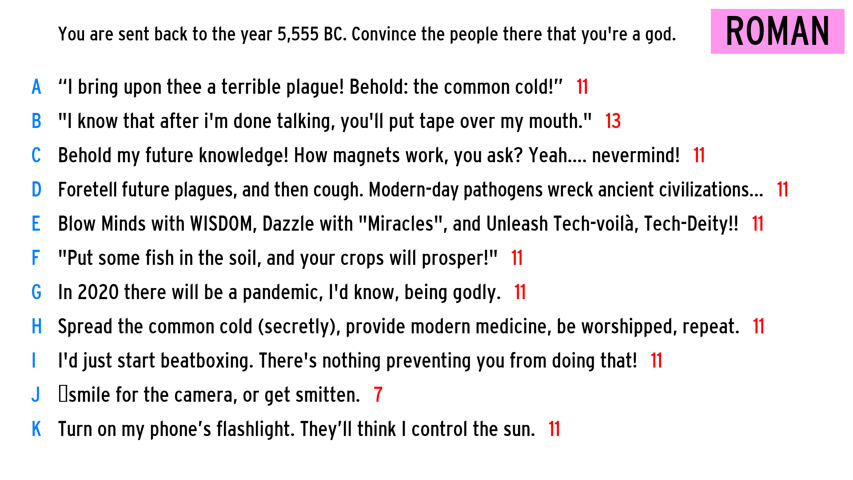 You are sent back to the year 5,555 BC. Convince the people there that you're a god.
ROMAN
A “I bring upon thee a terrible plague! Behold: the common cold!” 11
B "I know that after i'm done talking, you'll put tape over my mouth." 13
C Behold my future knowledge! How magnets work, you ask? Yeah.... nevermind! 11
D Foretell future plagues, and then cough. Modern-day pathogens wreck ancient civilizations... 11
E Blow Minds with WISDOM, Dazzle with "Miracles", and Unleash Tech-voilà, Tech-Deity!! 11
F "Put some fish in the soil, and your crops will prosper!" 11
G In 2020 there will be a pandemic, I'd know, being godly. 11
H Spread the common cold (secretly), provide modern medicine, be worshipped, repeat. 11
I I'd just start beatboxing. There's nothing preventing you from doing that! 11
J smile for the camera, or get smitten. 7
K Turn on my phone’s flashlight. They’ll think I control the sun. 11